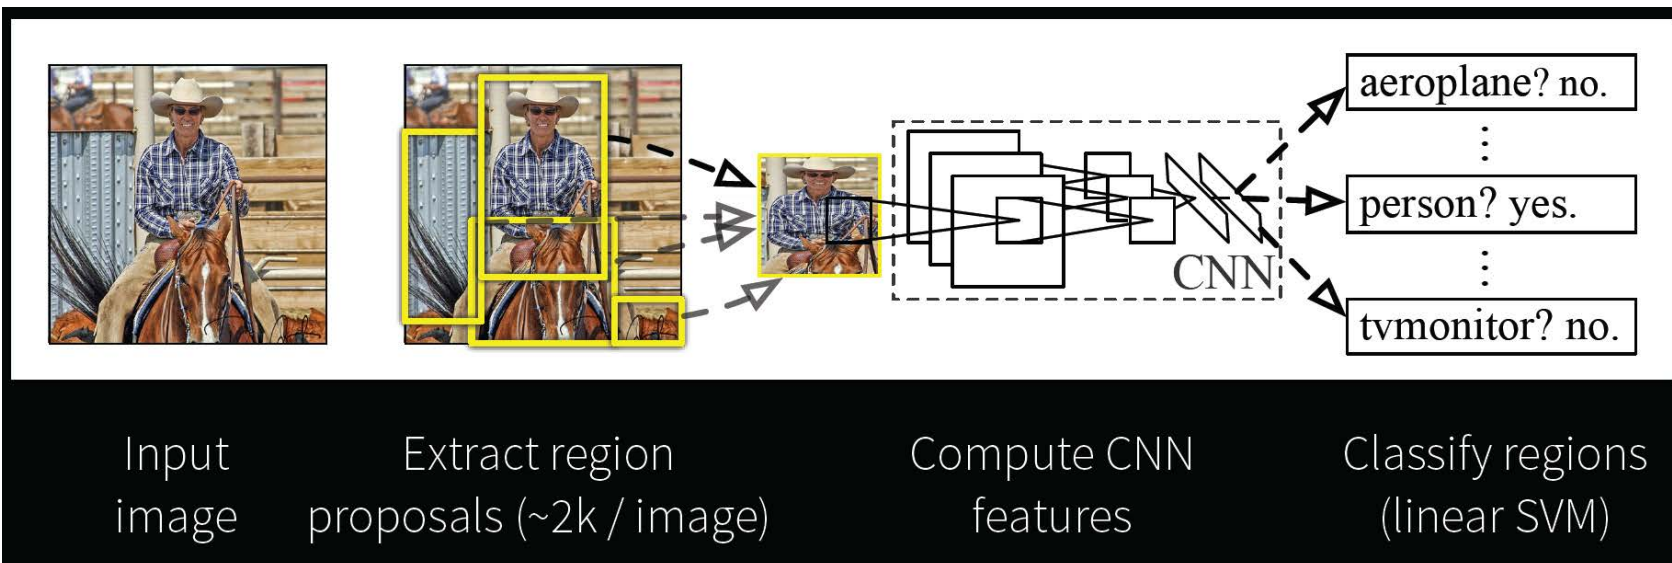 aeroplane? no.
person? yes.
tvmonitor? no.
CNN
Input
image
Extract region
proposals (~2k / image)
Compute CNN
features
Classify regions
(linear SVM)